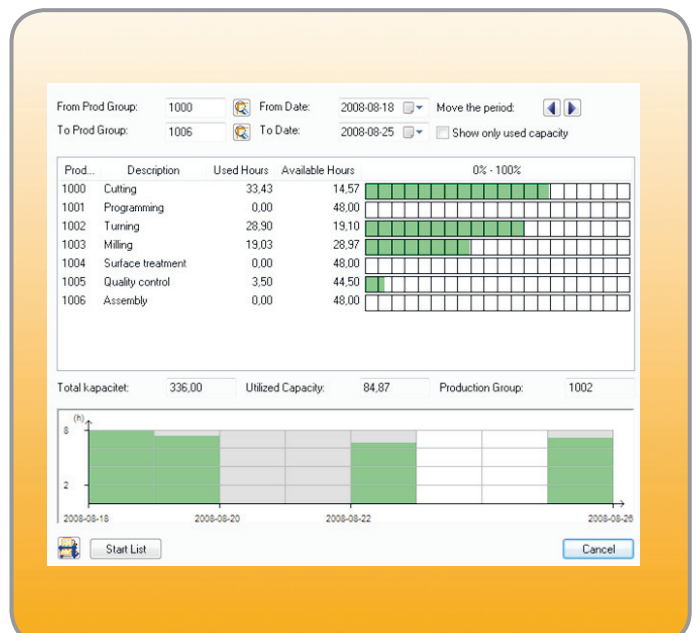 From Prod Group: 1000 From Date: 2008-08-18 Move the period:
To Prod Group: 1006 To Date: 2008-08-25 Show only used capacity
Prod... Description Used Hours Available Hours 0% - 100%
1000 Cutting 33,43 14,57
1001 Programming 0,00 48,00
1002 Turning 28,90 19,10
1003 Milling 19,03 28,97
1004 Surface treatment 0,00 48,00
1005 Quality control 3,50 44,50
1006 Assembly 0,00 48,00
Total kapacitet: 336,00 Utilized Capacity: 84,87 Production Group: 1002
(h)
8
2
2008-08-18 2008-08-20 2008-08-22 2008-08-26
Start List Cancel